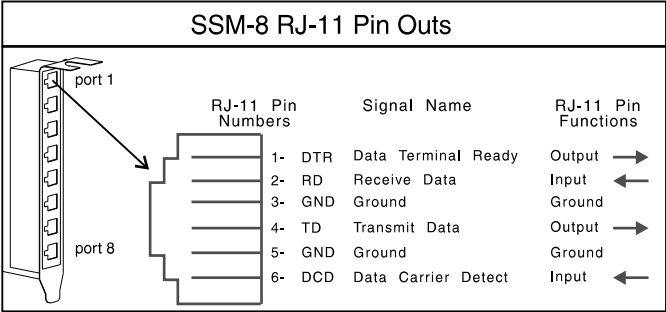 SSM-8 RJ-11 Pin Outs
port 1
RJ-11 Pin Numbers Signal Name RJ-11 Pin Functions
1- DTR Data Terminal Ready Output
2- RD Receive Data Input
3- GND Ground Ground
4- TD Transmit Data Output
5- GND Ground Ground
6- DCD Data Carrier Detect Input
port 8